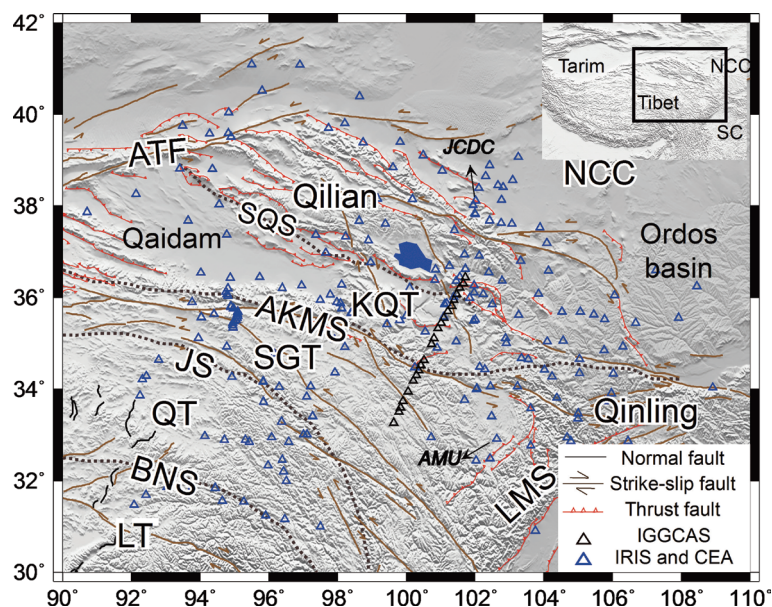 42°
40°
38°
36°
34°
32°
30°
90
92
94
96
98
100
102
104
106
108
110
Tarim
NCC
Tibet
SC
ATF
JCDC
NCC
Qilian
SQS
Qaidam
Ordos
basin
KQT
AKMS
SGT
JS
QT
Qinling
AMU
BNS
LMS
LT
Normal fault
Strike-slip fault
Thrust fault
IGGCAS
IRIS and CEA